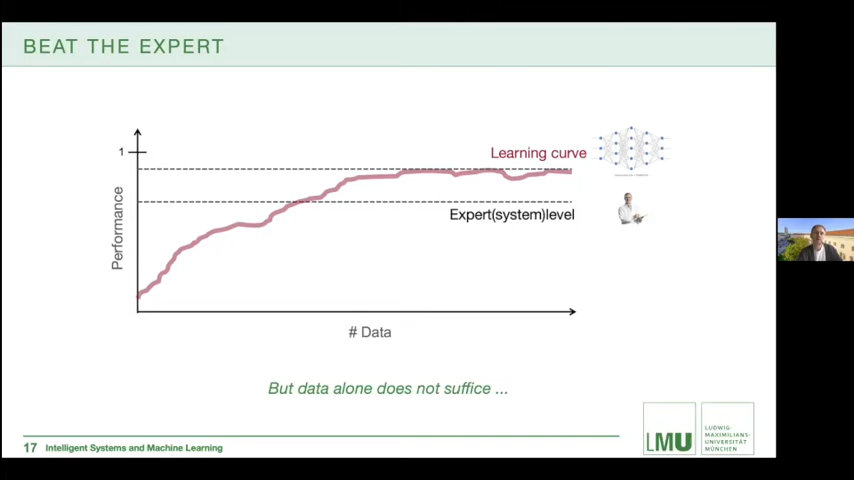 BEAT THE EXPERT
1
Learning curve
Expert(system)level
Performance
# Data
But data alone does not suffice ...
17 Intelligent Systems and Machine Learning
LMU
LUDWIG-
MAXIMILIANS-
UNIVERSITÄT
MÜNCHEN